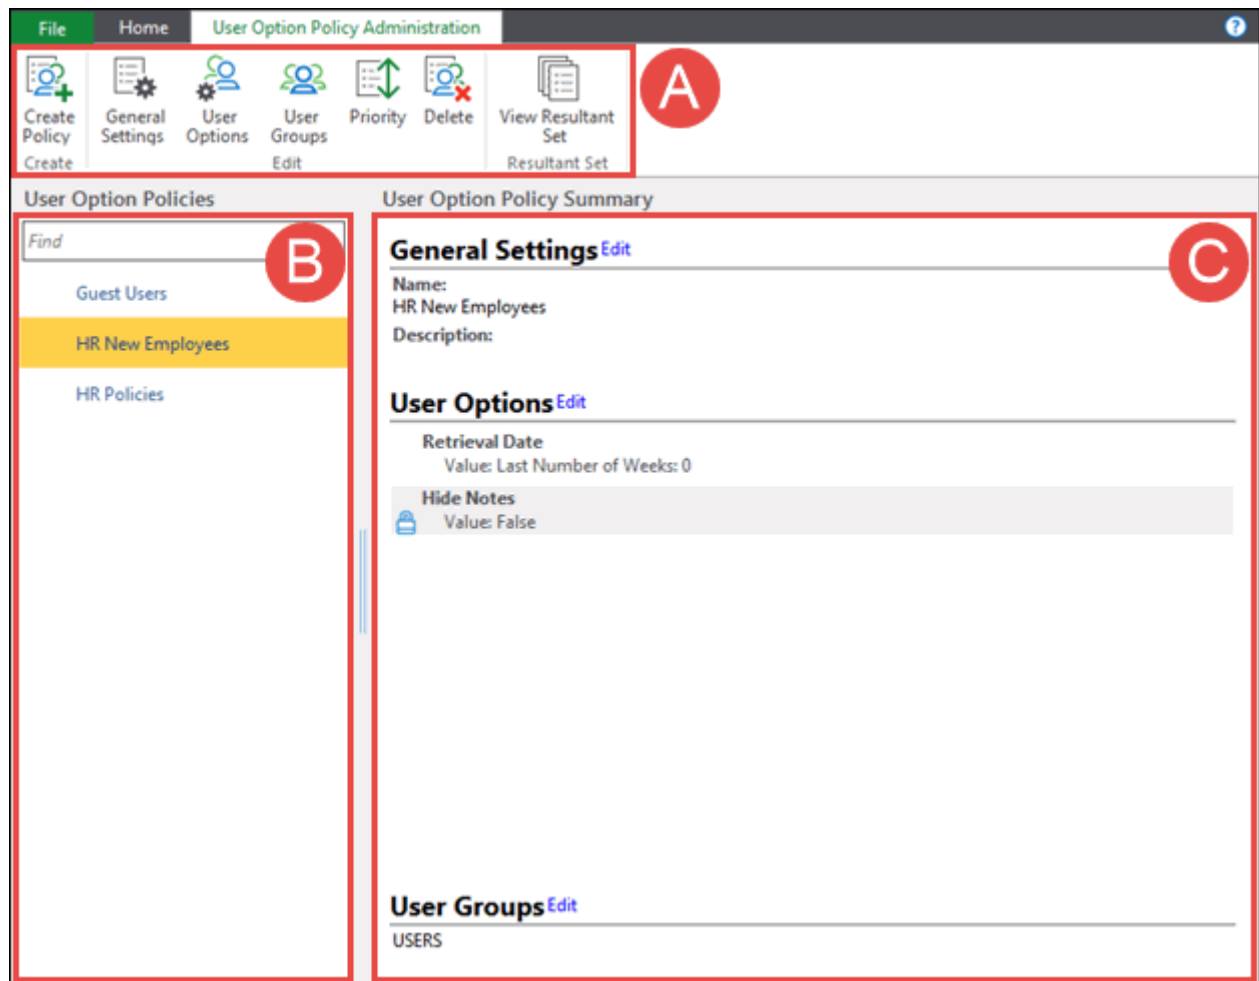 File Home User Option Policy Administration ?
A
Create Policy
General Settings
User Options
User Groups
Priority
Delete
View Resultant Set
Create Edit Resultant Set
User Option Policies
User Option Policy Summary
Find
B
Guest Users
HR New Employees
HR Policies
C
General Settings Edit
Name:
HR New Employees
Description:
User Options Edit
Retrieval Date
Value: Last Number of Weeks: 0
Hide Notes
Value: False
User Groups Edit
USERS